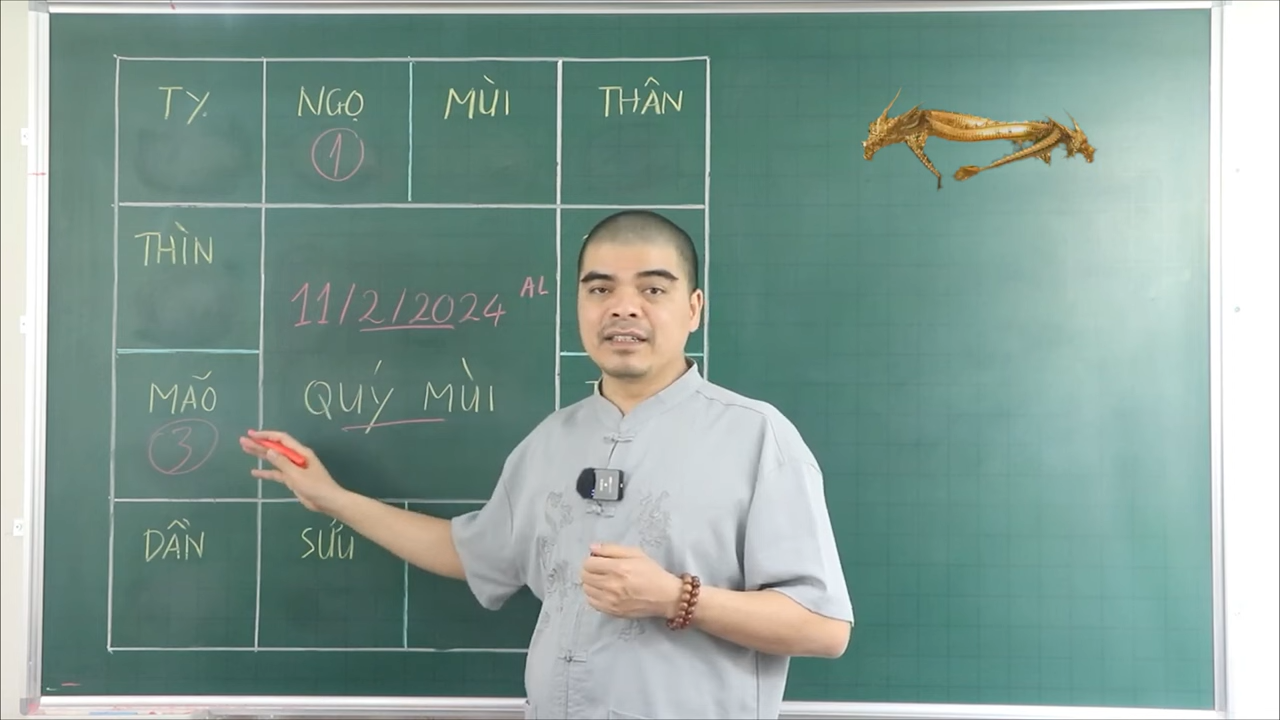 TỴ
NGỌ
MÙI
THÂN
1
THÌN
11/2/2024 AL
MÃO
QUÝ MÙI
3
DẦN
SỬU